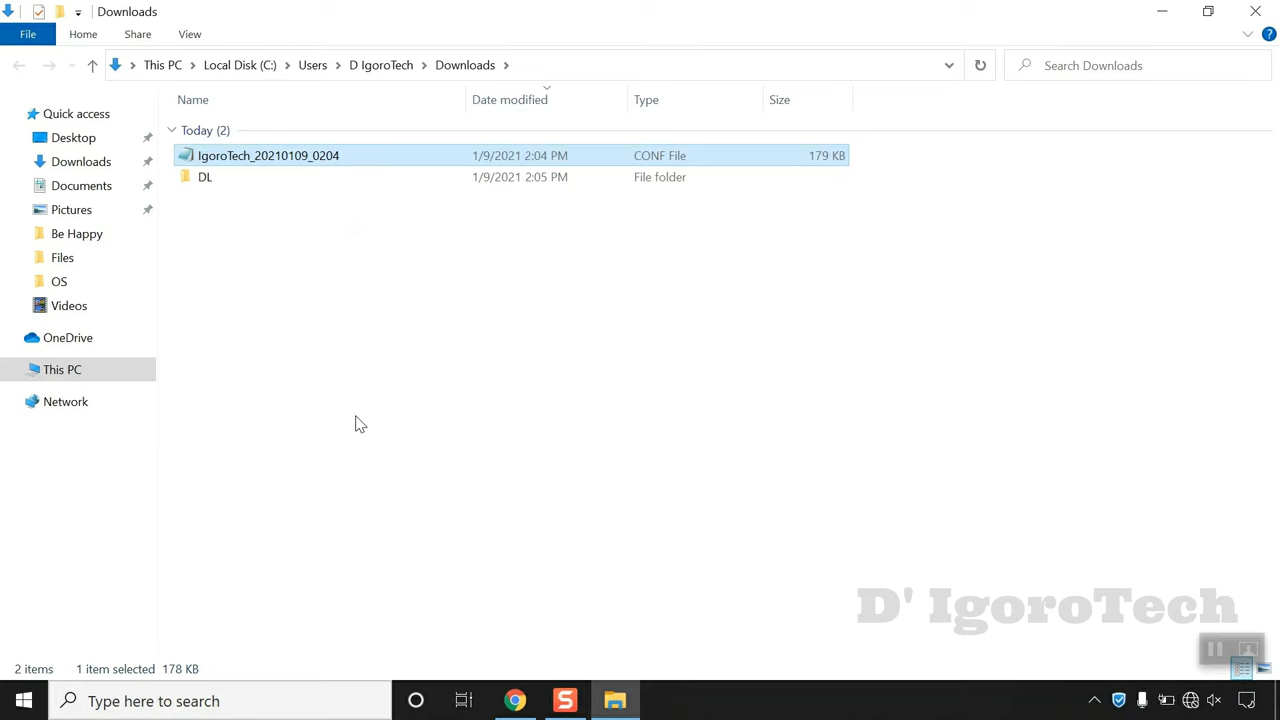 Downloads
File Home Share View
This PC Local Disk (C:) Users D IgoroTech Downloads Search Downloads
Name Date modified Type Size
Quick access
Today (2)
Desktop
IgoroTech_20210109_0204 1/9/2021 2:04 PM CONF File 179 KB
Downloads
DL 1/9/2021 2:05 PM File folder
Documents
Pictures
Be Happy
Files
OS
Videos
OneDrive
This PC
Network
D' IgoroTech
2 items 1 item selected 178 KB
Type here to search